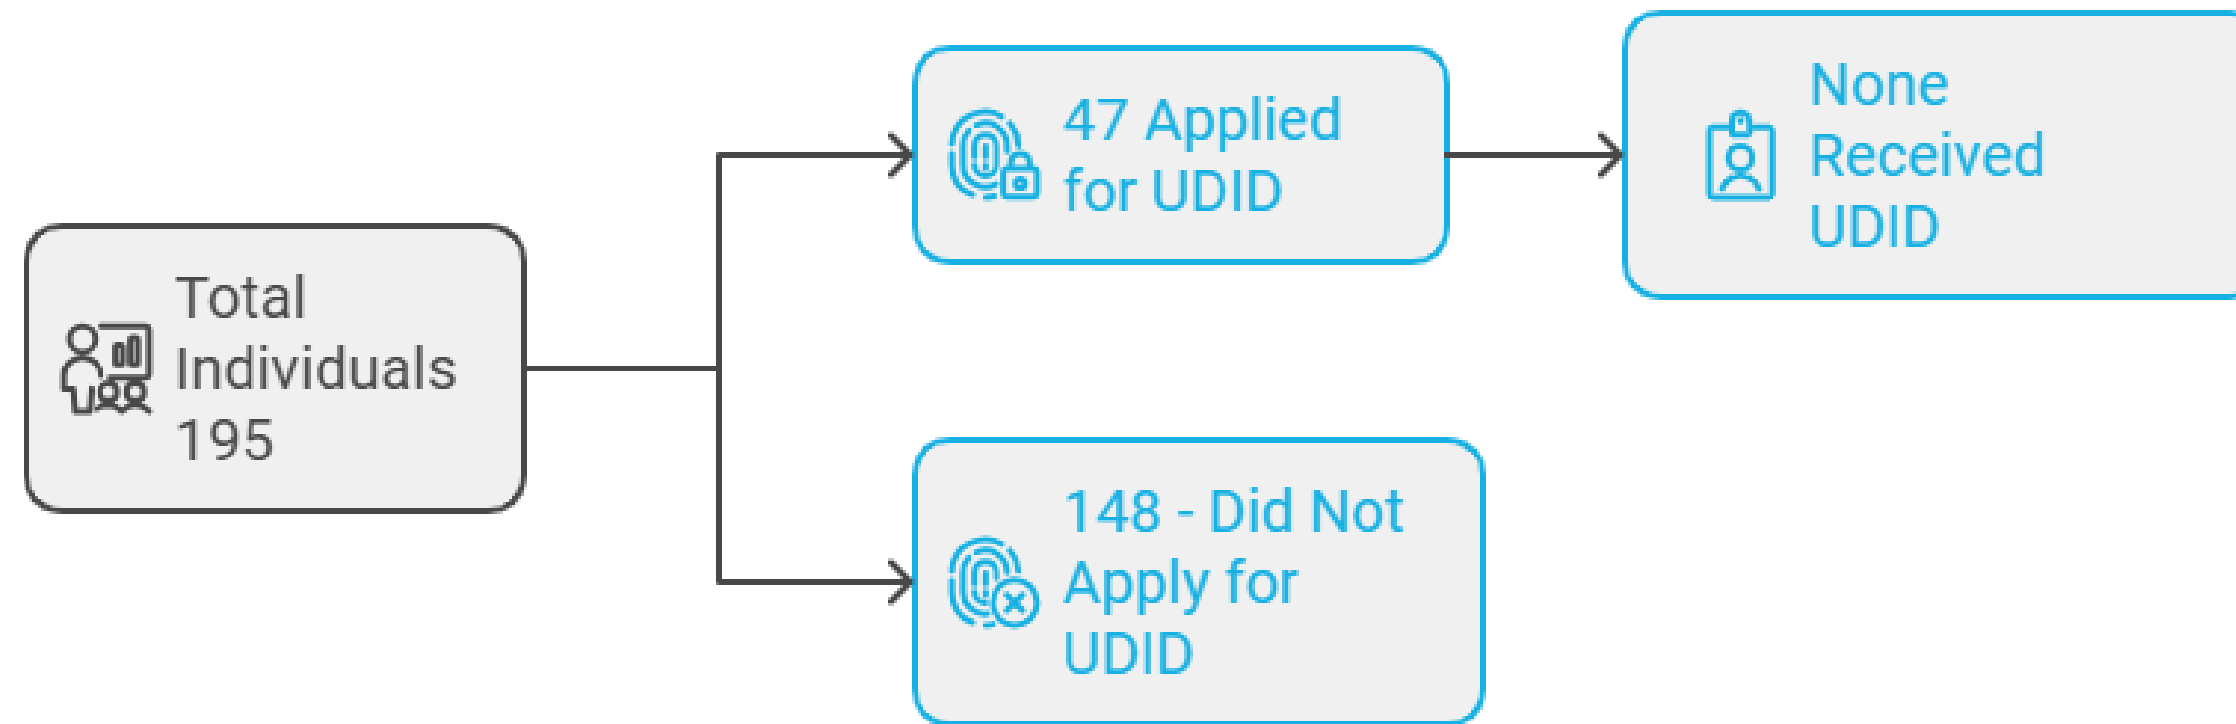 Total
Individuals
195
47 Applied
for UDID
None
Received
UDID
148 - Did Not
Apply for
UDID